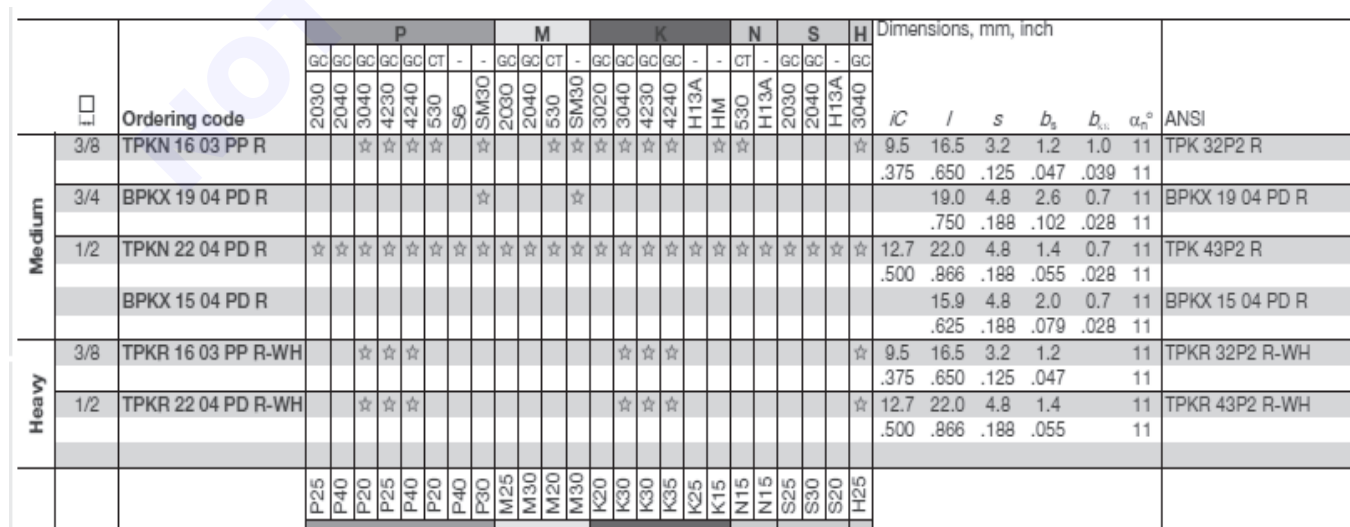 NOT
P M K N S H Dimensions, mm, inch
GC GC GC GC GC CT - - GC GC CT - GC GC GC GC - - CT - GC GC - GC
Ordering code 2030 2040 3040 4230 4240 530 S6 SM30 2030 2040 530 SM30 3020 3040 4230 4240 H13A HM 530 H13A 2030 2040 H13A 3040 iC l s bs αn° ANSI
Medium
3/8 TPKN 16 03 PP R ☆ ☆ ☆ ☆ ☆ ☆ ☆ ☆ ☆ ☆ ☆ ☆ ☆ ☆ 9.5 16.5 3.2 1.2 1.0 11 TPK 32P2 R
.375 .650 .125 .047 .039 11
3/4 BPKX 19 04 PD R ☆ ☆ 19.0 4.8 2.6 0.7 11 BPKX 19 04 PD R
.750 .188 .102 .028 11
1/2 TPKN 22 04 PD R ☆ ☆ ☆ ☆ ☆ ☆ ☆ ☆ ☆ ☆ ☆ ☆ ☆ ☆ ☆ ☆ ☆ ☆ ☆ ☆ ☆ ☆ ☆ ☆ 12.7 22.0 4.8 1.4 0.7 11 TPK 43P2 R
.500 .866 .188 .055 .028 11
BPKX 15 04 PD R 15.9 4.8 2.0 0.7 11 BPKX 15 04 PD R
.625 .188 .079 .028 11
Heavy
3/8 TPKR 16 03 PP R-WH ☆ ☆ ☆ ☆ ☆ ☆ ☆ 9.5 16.5 3.2 1.2 11 TPKR 32P2 R-WH
.375 .650 .125 .047 11
1/2 TPKR 22 04 PD R-WH ☆ ☆ ☆ ☆ ☆ ☆ ☆ 12.7 22.0 4.8 1.4 11 TPKR 43P2 R-WH
.500 .866 .188 .055 11
P25 P40 P20 P25 P40 P20 P40 P30 M25 M30 M20 M30 K20 K30 K30 K35 K25 K15 N15 N15 S25 S30 S20 H25